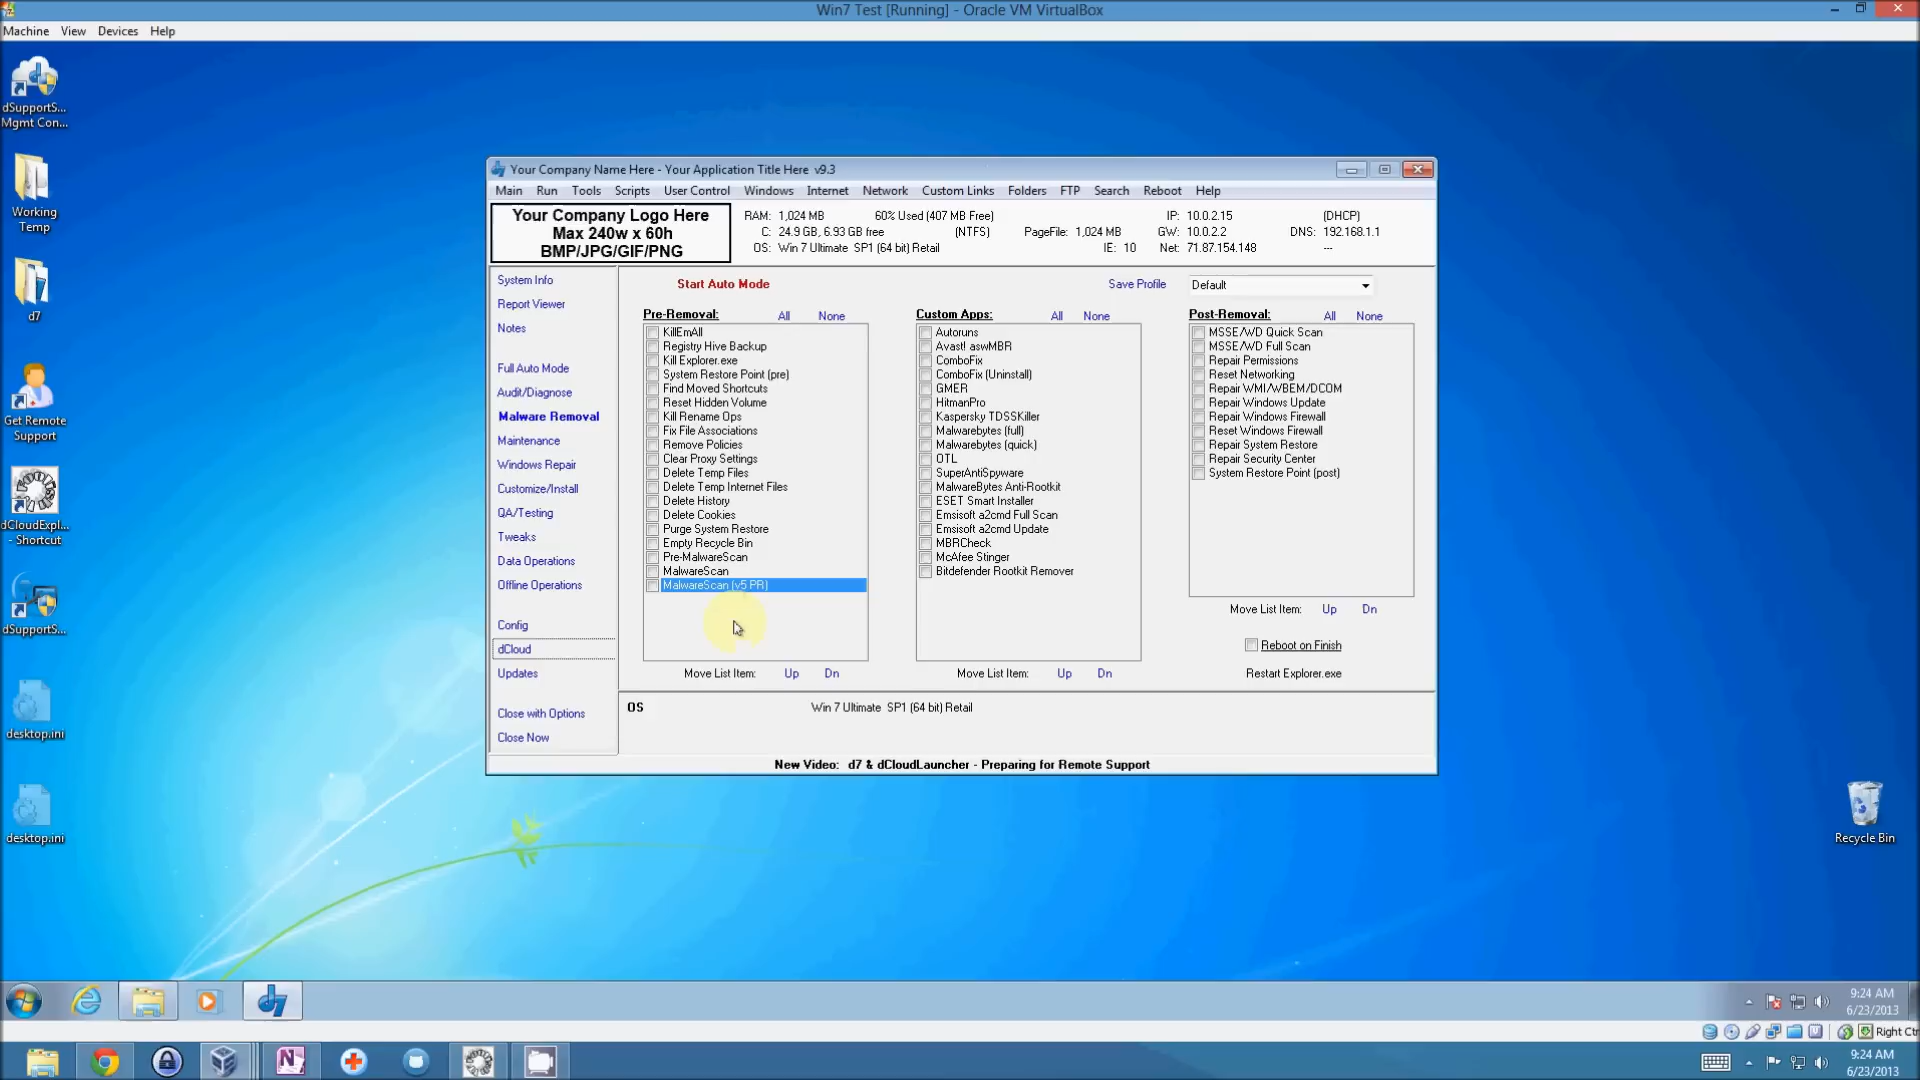 Win7 Test [Running] - Oracle VM VirtualBox
Machine View Devices Help
dSupportS...
Mgmt Con...
Working
Temp
d7
Get Remote
Support
dCloudExpl...
- Shortcut
dSupportS...
desktop.ini
desktop.ini
Recycle Bin
Your Company Name Here - Your Application Title Here v9.3
Main Run Tools Scripts User Control Windows Internet Network Custom Links Folders FTP Search Reboot Help
Your Company Logo Here
Max 240w x 60h
BMP/JPG/GIF/PNG
RAM: 1,024 MB 60% Used (407 MB Free) IP: 10.0.2.15 (DHCP)
C: 24.9 GB, 6.93 GB free (NTFS) PageFile: 1,024 MB GW: 10.0.2.2 DNS: 192.168.1.1
OS: Win 7 Ultimate SP1 (64 bit) Retail IE: 10 Net: 71.87.154.148 ---
System Info
Report Viewer
Notes
Full Auto Mode
Audit/Diagnose
Malware Removal
Maintenance
Windows Repair
Customize/Install
QA/Testing
Tweaks
Data Operations
Offline Operations
Config
dCloud
Updates
Close with Options
Close Now
Start Auto Mode Save Profile Default
Pre-Removal: All None
KillEmAll
Registry Hive Backup
Kill Explorer.exe
System Restore Point (pre)
Find Moved Shortcuts
Reset Hidden Volume
Kill Rename Ops
Fix File Associations
Remove Policies
Clear Proxy Settings
Delete Temp Files
Delete Temp Internet Files
Delete History
Delete Cookies
Purge System Restore
Empty Recycle Bin
Pre-MalwareScan
MalwareScan
MalwareScan (v5 PR)
Move List Item: Up Dn
Custom Apps: All None
Autoruns
Avast! aswMBR
ComboFix
ComboFix (Uninstall)
GMER
HitmanPro
Kaspersky TDSSKiller
Malwarebytes (full)
Malwarebytes (quick)
OTL
SuperAntiSpyware
MalwareBytes Anti-Rootkit
ESET Smart Installer
Emsisoft a2cmd Full Scan
Emsisoft a2cmd Update
MBRCheck
McAfee Stinger
Bitdefender Rootkit Remover
Move List Item: Up Dn
Post-Removal: All None
MSSE/WD Quick Scan
MSSE/WD Full Scan
Repair Permissions
Reset Networking
Repair WMI/WBEM/DCOM
Repair Windows Update
Repair Windows Firewall
Reset Windows Firewall
Repair System Restore
Repair Security Center
System Restore Point (post)
Move List Item: Up Dn
Reboot on Finish
Restart Explorer.exe
OS Win 7 Ultimate SP1 (64 bit) Retail
New Video: d7 & dCloudLauncher - Preparing for Remote Support
9:24 AM
6/23/2013
Right Ctr
9:24 AM
6/23/2013